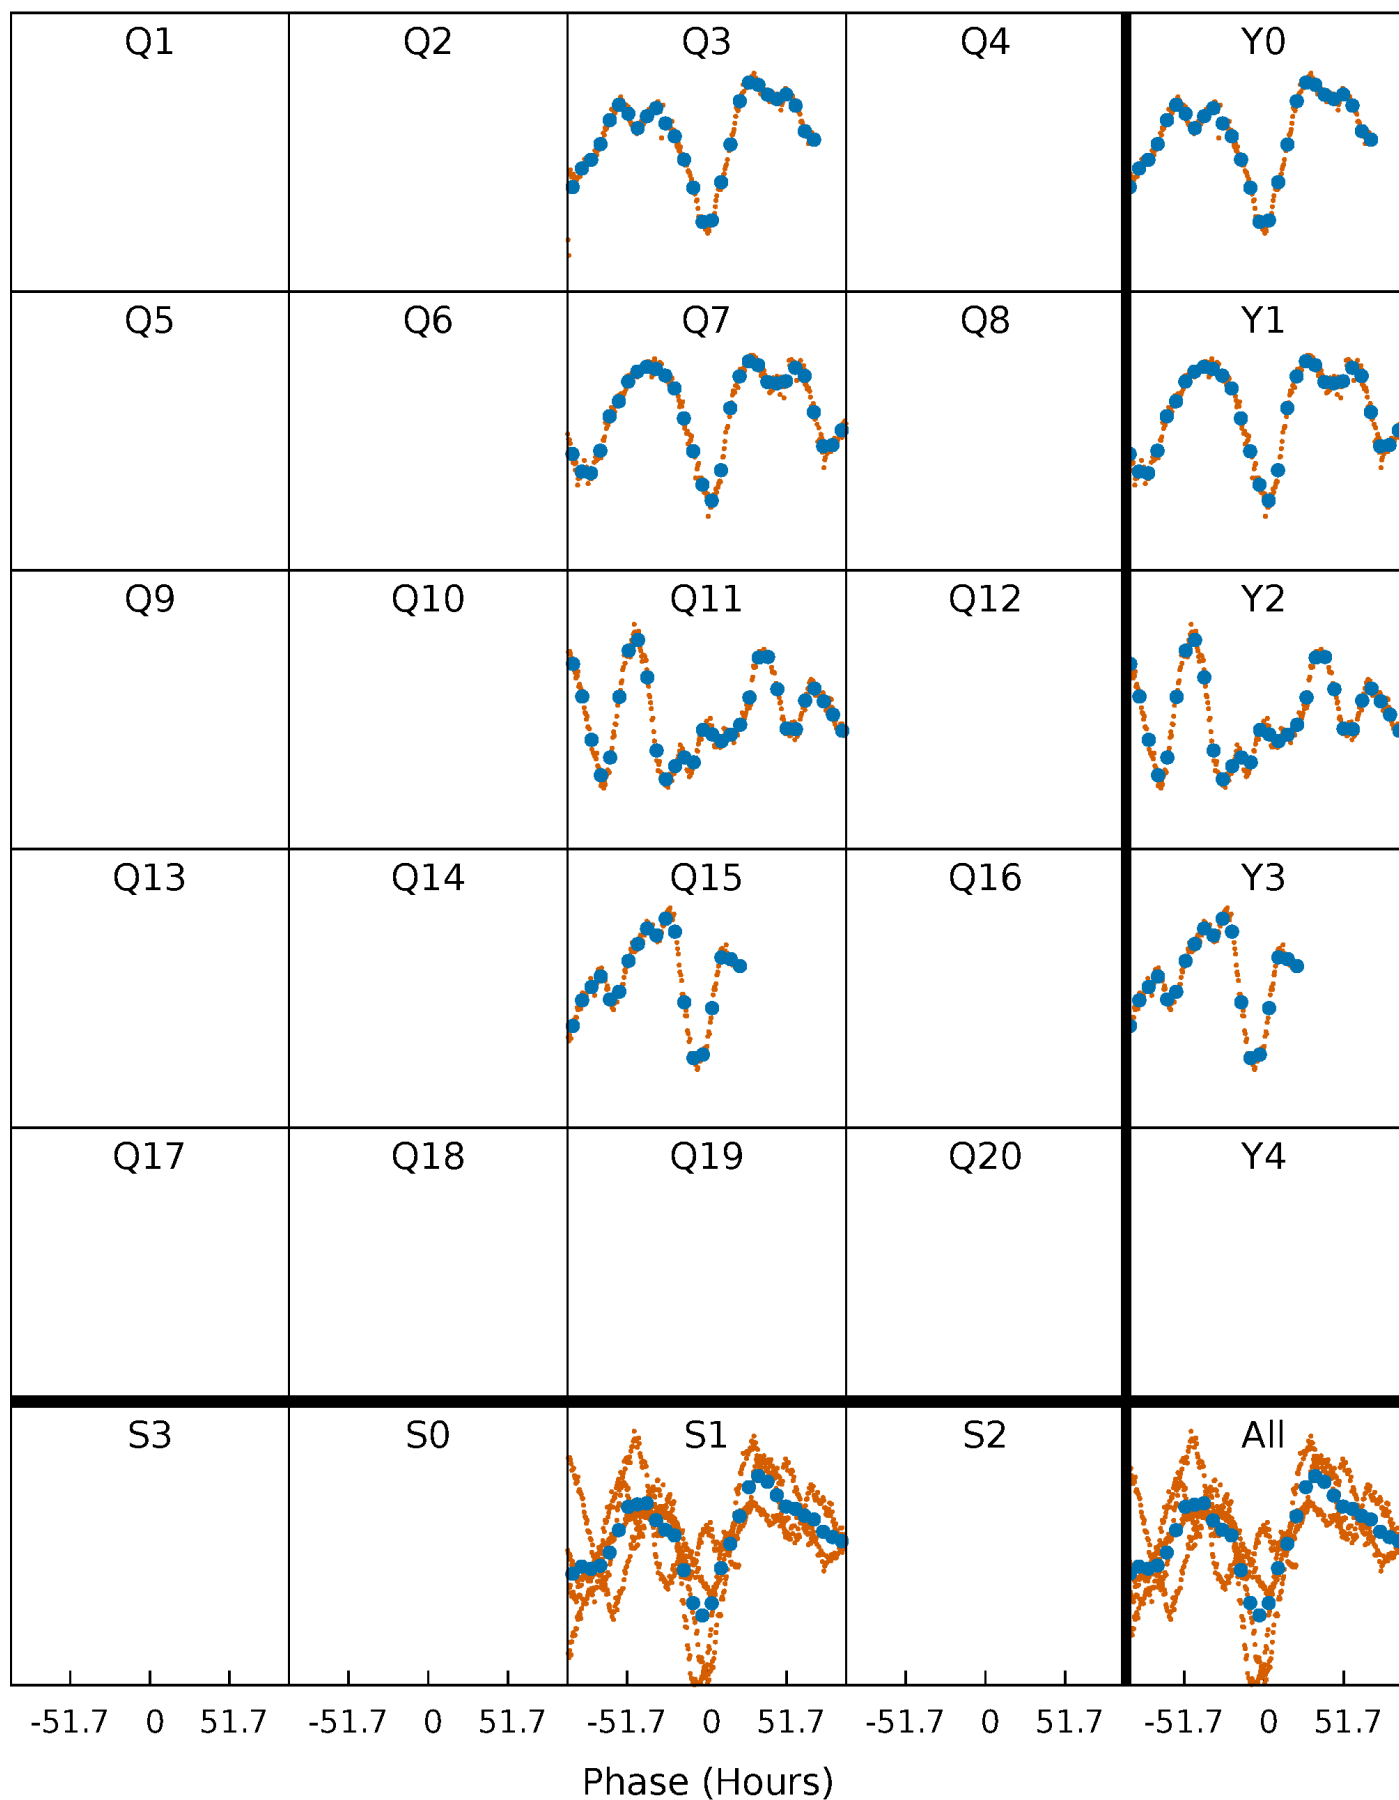 Q1 Q2 Q3 Q4 Y0
Q5 Q6 Q7 Q8 Y1
Q9 Q10 Q11 Q12 Y2
Q13 Q14 Q15 Q16 Y3
Q17 Q18 Q19 Q20 Y4
S3 S0 S1 S2 All
-51.7 0 51.7 -51.7 0 51.7 -51.7 0 51.7 -51.7 0 51.7 -51.7 0 51.7
Phase (Hours)